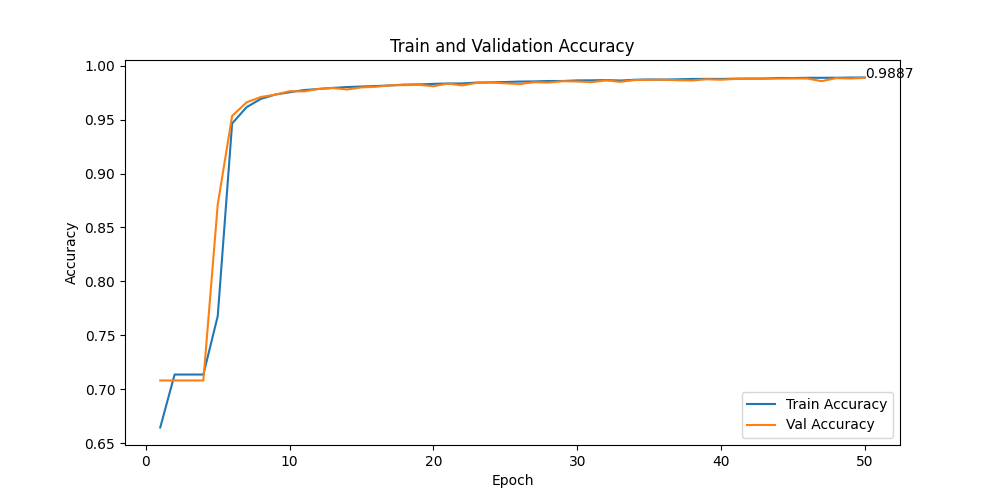 Train and Validation Accuracy
1.00
0.95
0.90
0.85
0.80
0.75
0.70
0.65
Accuracy
0.9887
Train Accuracy
Val Accuracy
0 10 20 30 40 50
Epoch